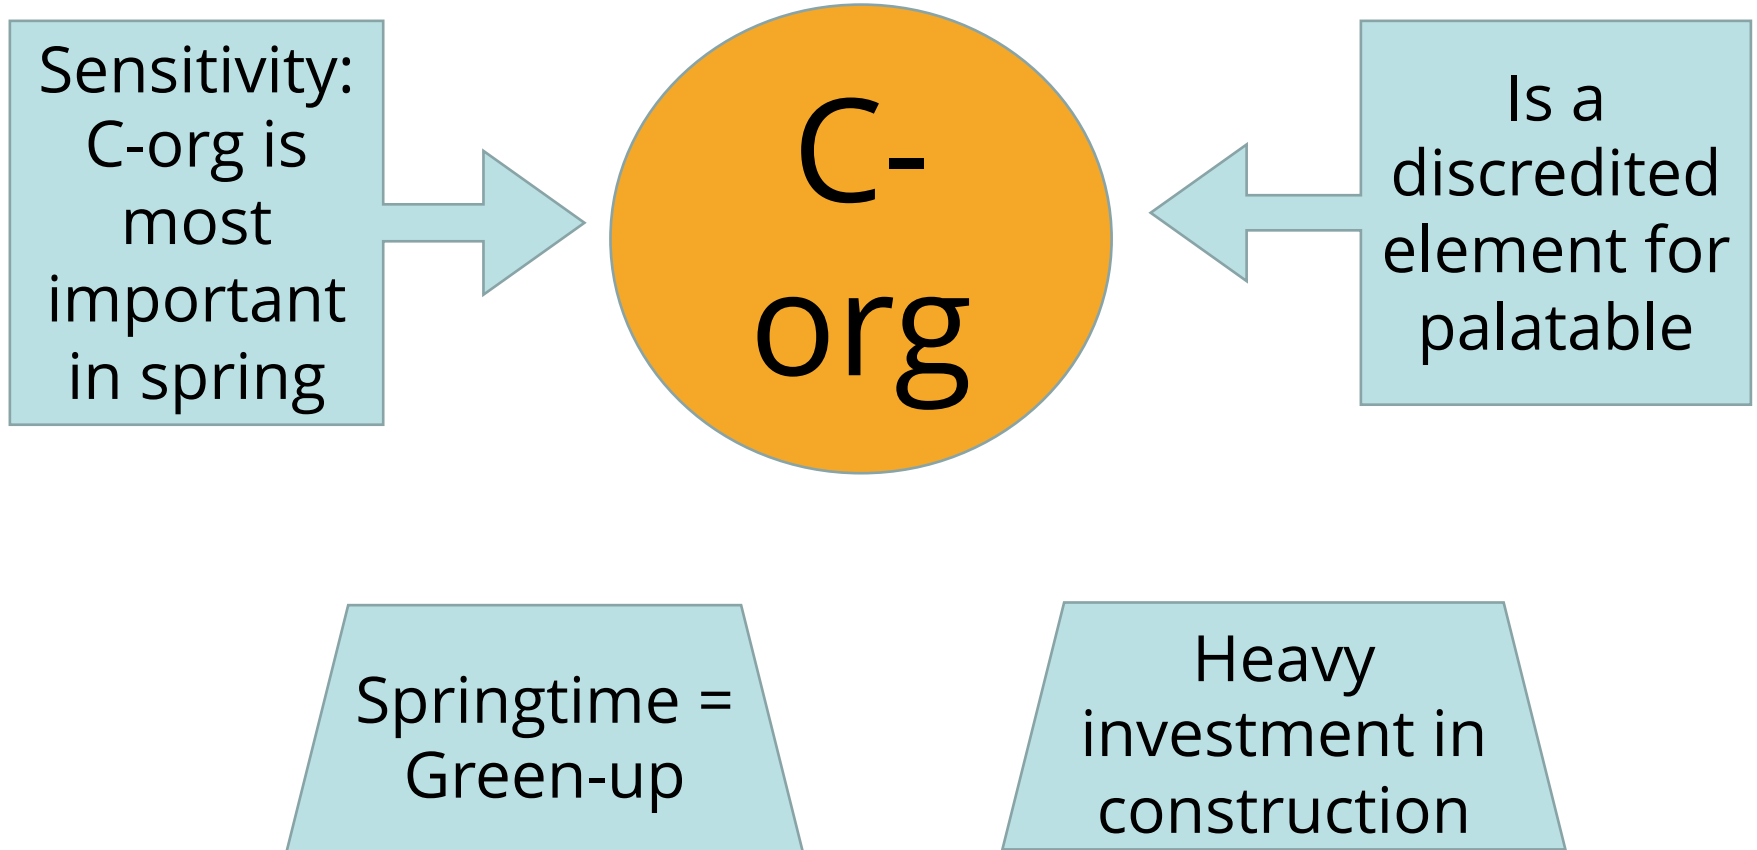 Sensitivity:
C-org is
most
important
in spring
C-
org
Is a
discredited
element for
palatable
Springtime =
Green-up
Heavy
investment in
construction